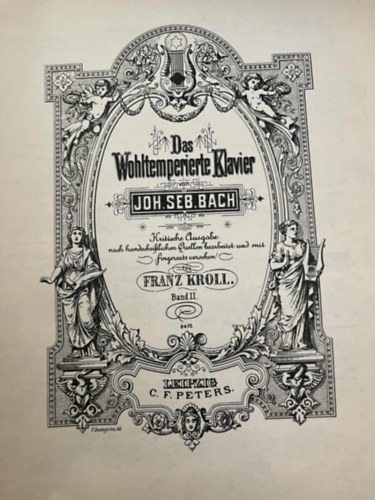 Das
Wohltemperierte Klavier
von
JOH. SEB. BACH
Kritische Ausgabe
nach handschriftlichen Quellen bearbeitet und mit
Fingersatz versehen
von
FRANZ KROLL.
Band II.
LEIPZIG
C. F. PETERS.